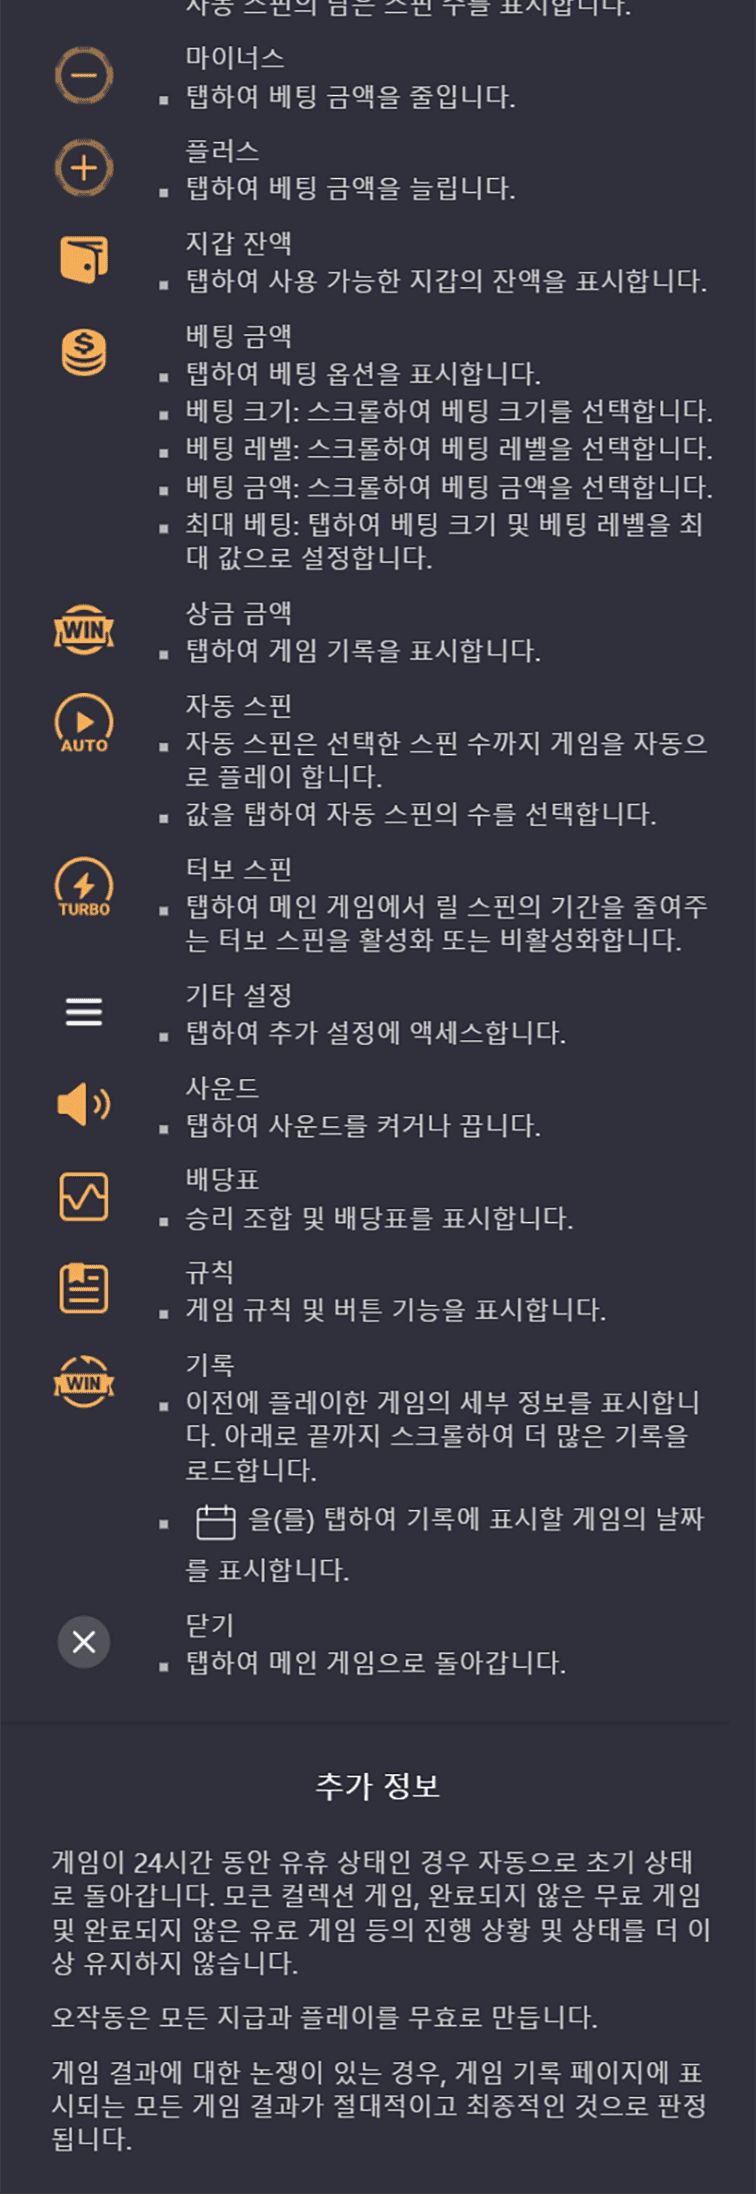 자동 스핀의 남은 스핀 수를 표시합니다.
마이너스
탭하여 베팅 금액을 줄입니다.
플러스
탭하여 베팅 금액을 늘립니다.
지갑 잔액
탭하여 사용 가능한 지갑의 잔액을 표시합니다.
베팅 금액
탭하여 베팅 옵션을 표시합니다.
베팅 크기: 스크롤하여 베팅 크기를 선택합니다.
베팅 레벨: 스크롤하여 베팅 레벨을 선택합니다.
베팅 금액: 스크롤하여 베팅 금액을 선택합니다.
최대 베팅: 탭하여 베팅 크기 및 베팅 레벨을 최
대 값으로 설정합니다.
WIN
상금 금액
탭하여 게임 기록을 표시합니다.
AUTO
자동 스핀
자동 스핀은 선택한 스핀 수까지 게임을 자동으
로 플레이 합니다.
값을 탭하여 자동 스핀의 수를 선택합니다.
TURBO
터보 스핀
탭하여 메인 게임에서 릴 스핀의 기간을 줄여주
는 터보 스핀을 활성화 또는 비활성화합니다.
기타 설정
탭하여 추가 설정에 액세스합니다.
사운드
탭하여 사운드를 켜거나 끕니다.
배당표
승리 조합 및 배당표를 표시합니다.
규칙
게임 규칙 및 버튼 기능을 표시합니다.
WIN
기록
이전에 플레이한 게임의 세부 정보를 표시합니
다. 아래로 끝까지 스크롤하여 더 많은 기록을
로드합니다.
을(를) 탭하여 기록에 표시할 게임의 날짜
를 표시합니다.
닫기
탭하여 메인 게임으로 돌아갑니다.
추가 정보
게임이 24시간 동안 유휴 상태인 경우 자동으로 초기 상태
로 돌아갑니다. 모큰 컬렉션 게임, 완료되지 않은 무료 게임
및 완료되지 않은 유료 게임 등의 진행 상황 및 상태를 더 이
상 유지하지 않습니다.
오작동은 모든 지급과 플레이를 무효로 만듭니다.
게임 결과에 대한 논쟁이 있는 경우, 게임 기록 페이지에 표
시되는 모든 게임 결과가 절대적이고 최종적인 것으로 판정
됩니다.